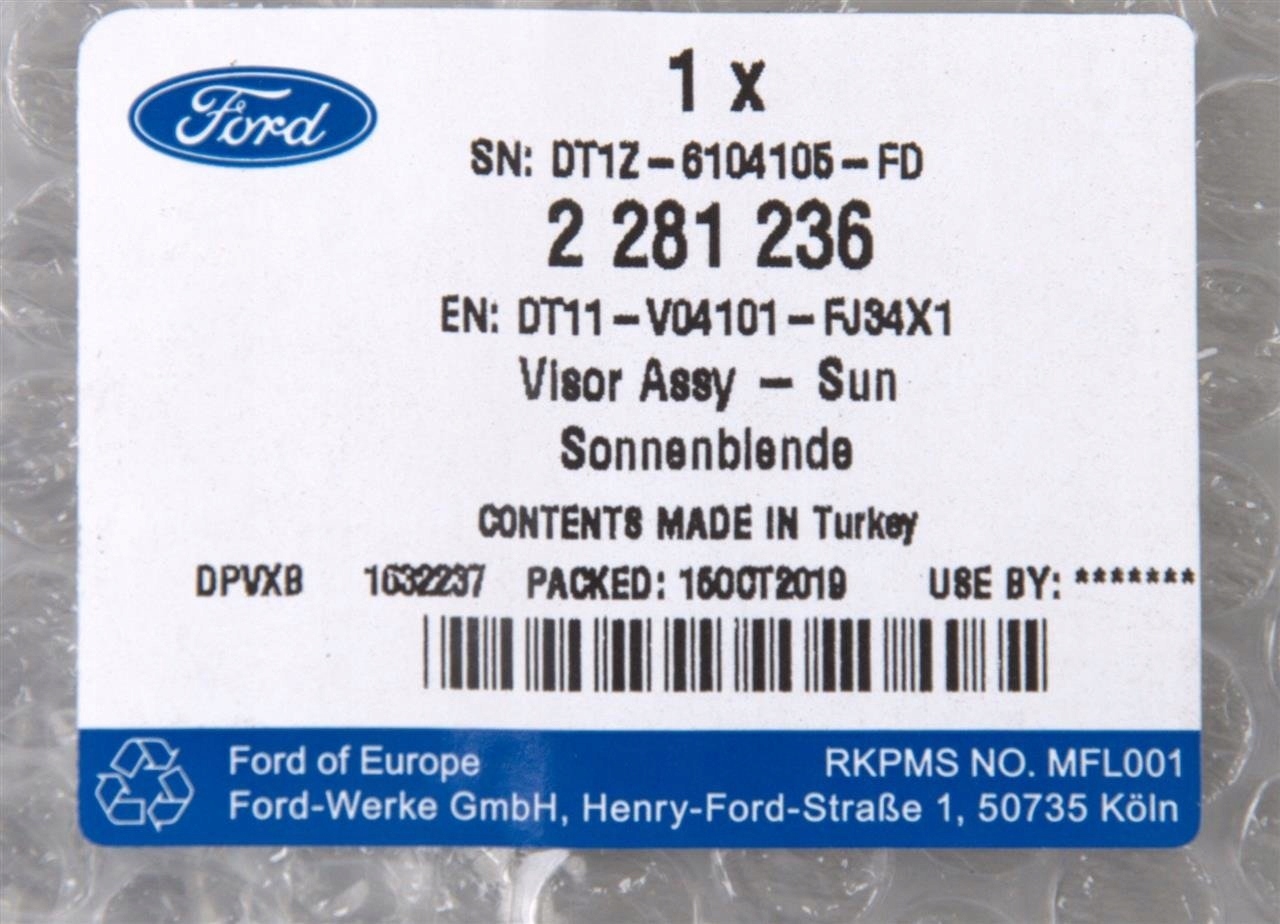 Ford
1 x
SN: DT1Z-6104105-FD
2 281 236
EN: DT11-V04101-FJ34X1
Visor Assy - Sun
Sonnenblende
CONTENTS MADE IN Turkey
DPVXB 1632237 PACKED: 15OCT2019 USE BY: *******
Ford of Europe RKPMS NO. MFL001
Ford-Werke GmbH, Henry-Ford-Straße 1, 50735 Köln